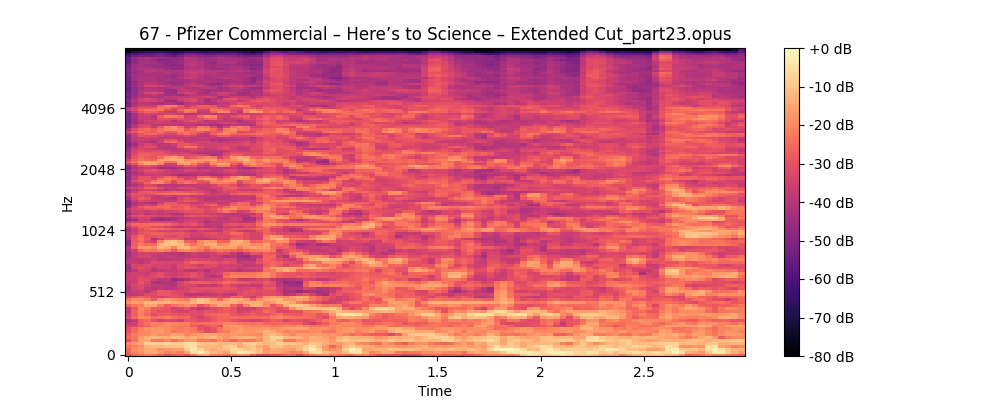 67 - Pfizer Commercial – Here’s to Science – Extended Cut_part23.opus
Hz
4096
2048
1024
512
0
0
0.5
1
1.5
2
2.5
Time
+0 dB
-10 dB
-20 dB
-30 dB
-40 dB
-50 dB
-60 dB
-70 dB
-80 dB